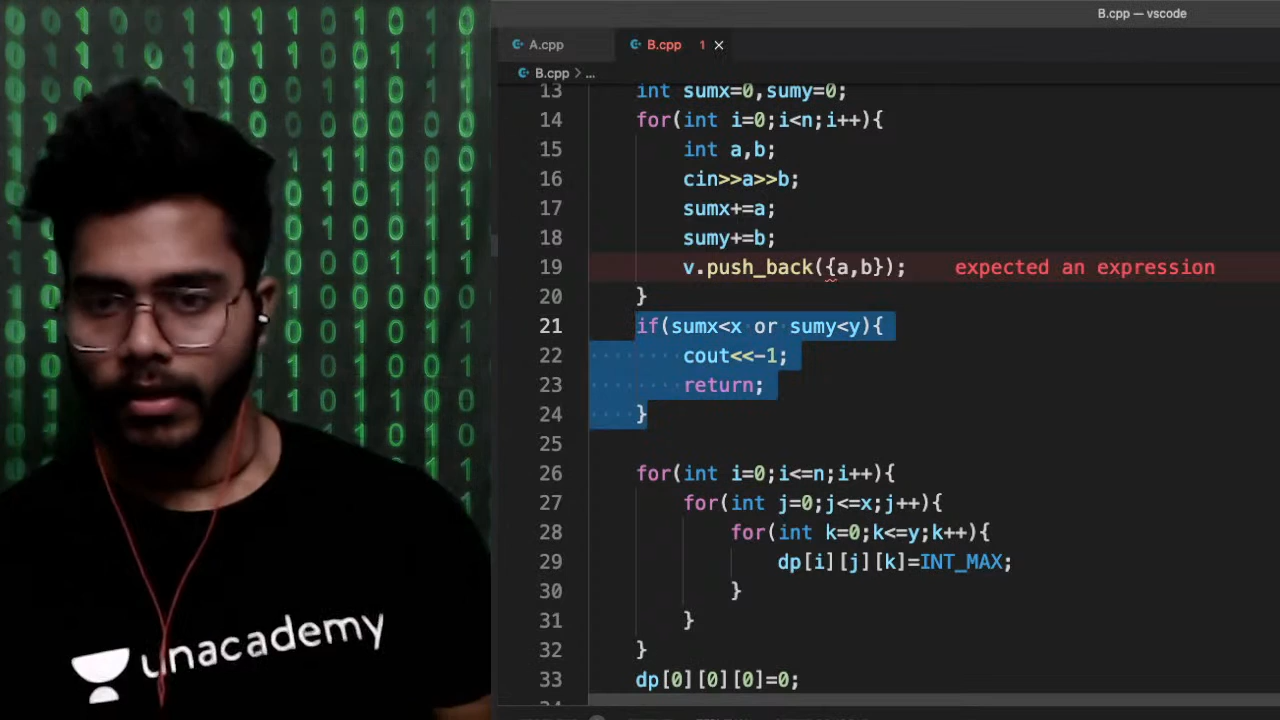 B.cpp — vscode
A.cpp
B.cpp 1 ×
B.cpp > ...
13 int sumx=0,sumy=0;
14 for(int i=0;i<n;i++){
15 int a,b;
16 cin>>a>>b;
17 sumx+=a;
18 sumy+=b;
19 v.push_back({a,b}); expected an expression
20 }
21 if(sumx<x or sumy<y){
22 cout<<-1;
23 return;
24 }
25
26 for(int i=0;i<=n;i++){
27 for(int j=0;j<=x;j++){
28 for(int k=0;k<=y;k++){
29 dp[i][j][k]=INT_MAX;
30 }
31 }
32 }
33 dp[0][0][0]=0;
unacademy